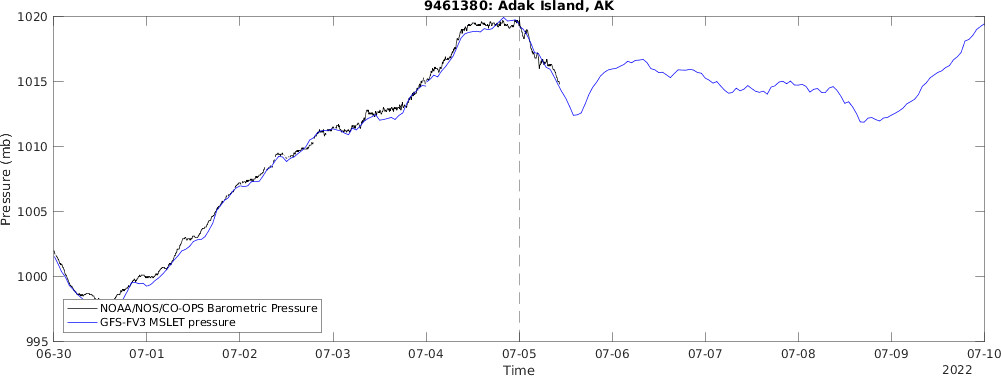 9461380: Adak Island, AK
1020
1015
1010
1005
1000
995
Pressure (mb)
NOAA/NOS/CO-OPS Barometric Pressure
GFS-FV3 MSLET pressure
06-30 07-01 07-02 07-03 07-04 07-05 07-06 07-07 07-08 07-09 07-10
Time
2022